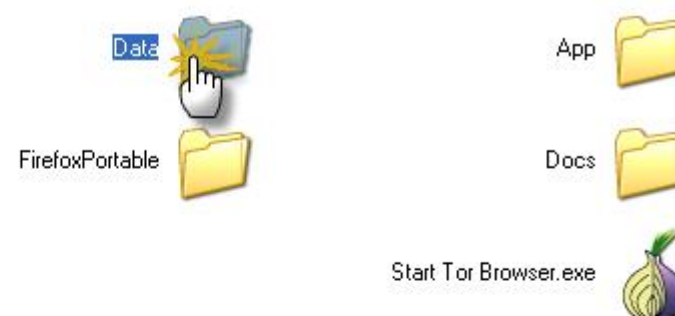 Data
App
FirefoxPortable
Docs
Start Tor Browser.exe